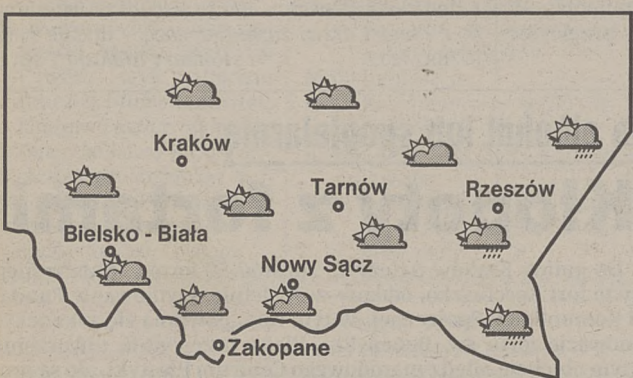 Kraków
Tarnów
Rzeszów
Bielsko - Biała
Nowy Sącz
Zakopane